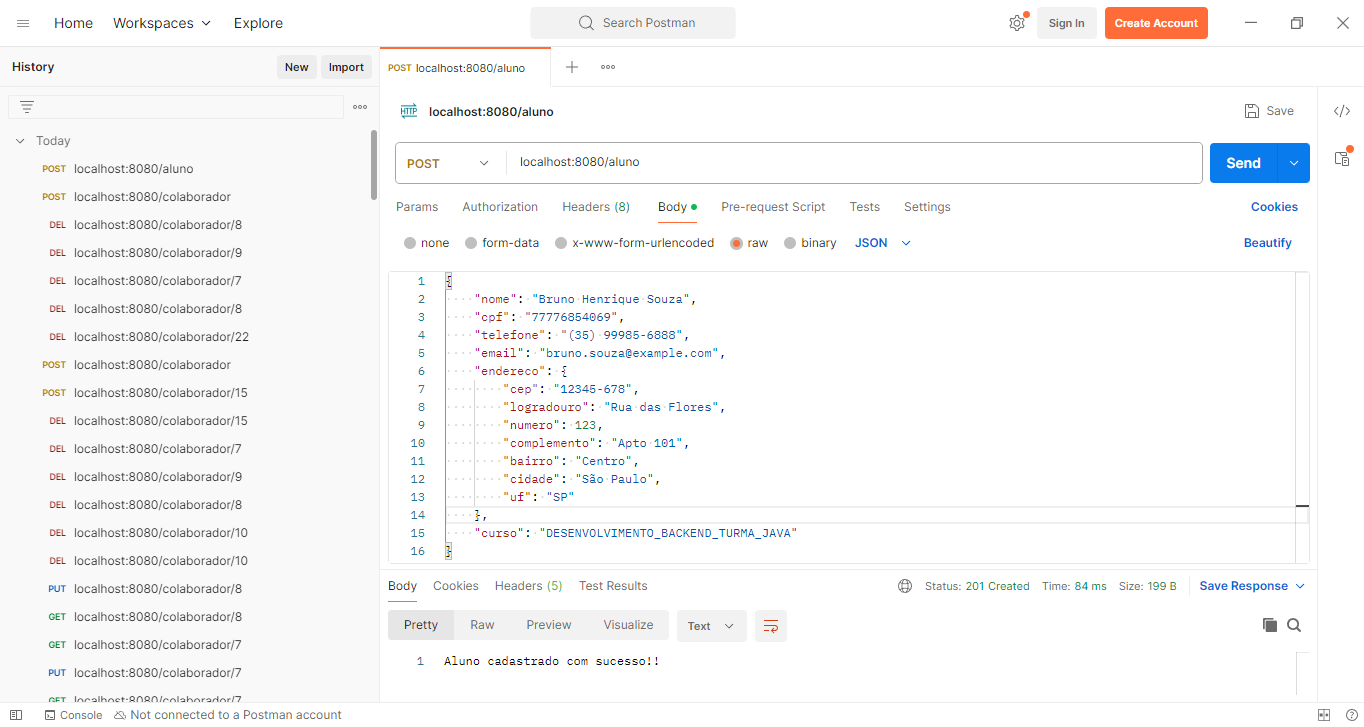 Home Workspaces Explore Search Postman Sign In Create Account
History New Import
POST localhost:8080/aluno
Today
POST localhost:8080/aluno
POST localhost:8080/colaborador
DEL localhost:8080/colaborador/8
DEL localhost:8080/colaborador/9
DEL localhost:8080/colaborador/7
DEL localhost:8080/colaborador/8
DEL localhost:8080/colaborador/22
POST localhost:8080/colaborador
POST localhost:8080/colaborador/15
DEL localhost:8080/colaborador/15
DEL localhost:8080/colaborador/7
DEL localhost:8080/colaborador/9
DEL localhost:8080/colaborador/8
DEL localhost:8080/colaborador/10
DEL localhost:8080/colaborador/10
PUT localhost:8080/colaborador/8
GET localhost:8080/colaborador/8
GET localhost:8080/colaborador/7
PUT localhost:8080/colaborador/7
GET localhost:8080/colaborador/7
HTTP localhost:8080/aluno Save </>
POST localhost:8080/aluno Send
Params Authorization Headers (8) Body Pre-request Script Tests Settings Cookies
none form-data x-www-form-urlencoded raw binary JSON Beautify
1 {
2 "nome": "Bruno Henrique Souza",
3 "cpf": "77776854069",
4 "telefone": "(35) 99985-6888",
5 "email": "bruno.souza@example.com",
6 "endereco": {
7 "cep": "12345-678",
8 "logradouro": "Rua das Flores",
9 "numero": 123,
10 "complemento": "Apto 101",
11 "bairro": "Centro",
12 "cidade": "São Paulo",
13 "uf": "SP"
14 },
15 "curso": "DESENVOLVIMENTO_BACKEND_TURMA_JAVA"
16 }
Body Cookies Headers (5) Test Results Status: 201 Created Time: 84 ms Size: 199 B Save Response
Pretty Raw Preview Visualize Text
1 Aluno cadastrado com sucesso!!
Console Not connected to a Postman account